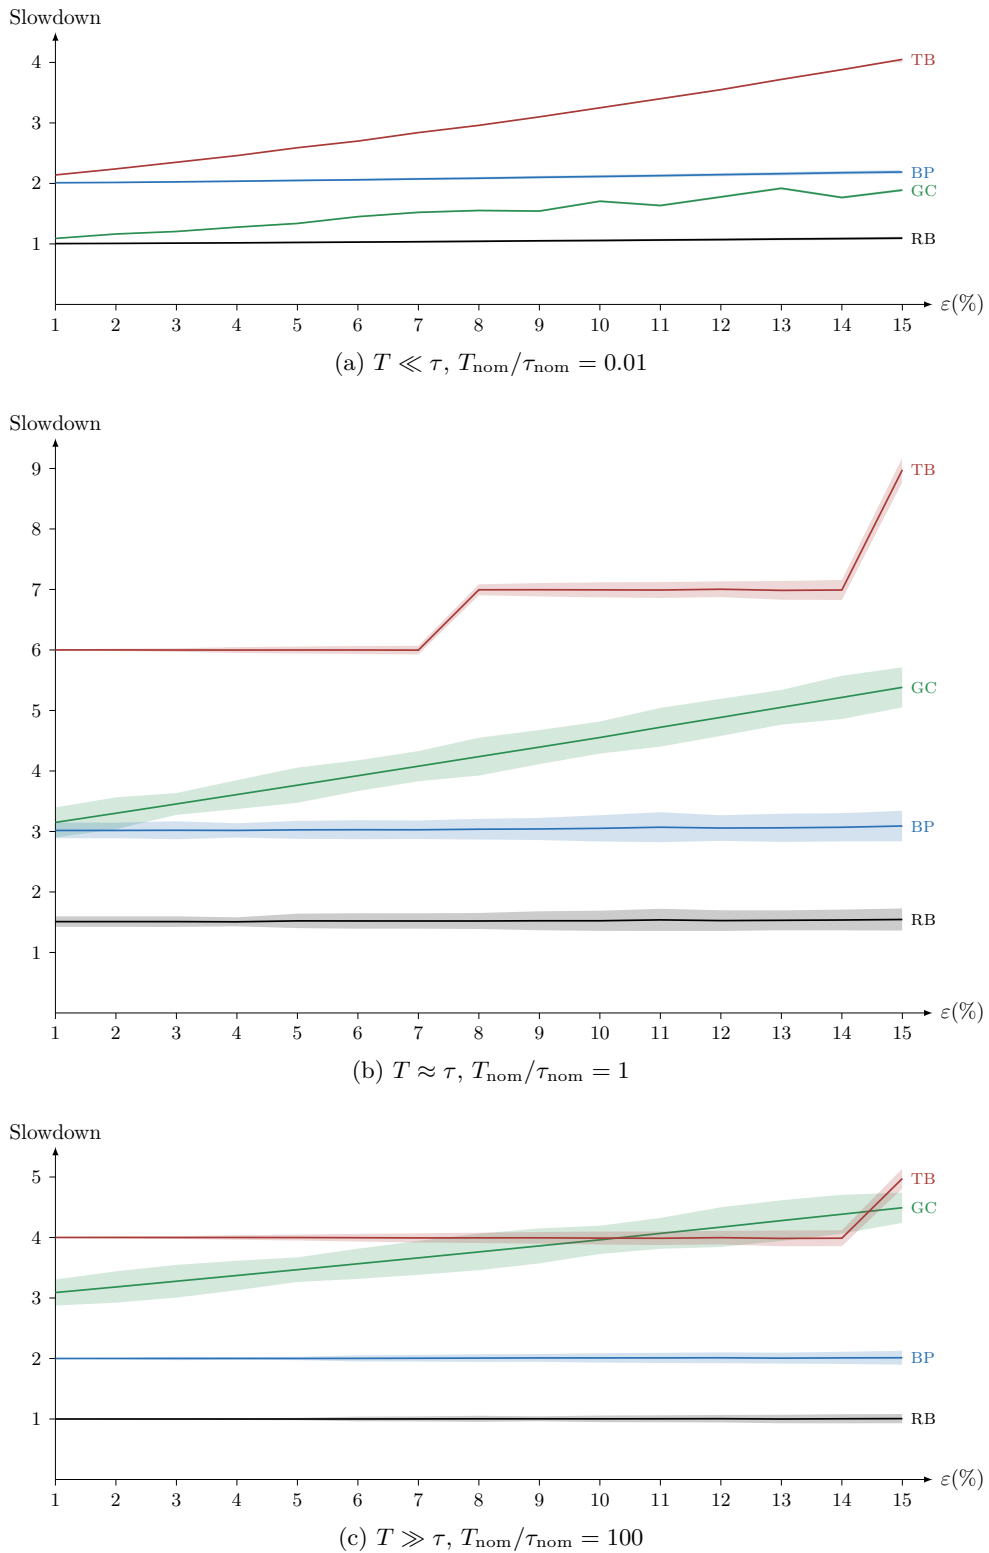 Slowdown
4
TB
3
2
BP
GC
1
RB
ε(%)
1 2 3 4 5 6 7 8 9 10 11 12 13 14 15
(a) T ≪ τ, T_nom/τ_nom = 0.01
Slowdown
9
TB
8
7
6
5
GC
4
3
BP
2
RB
1
ε(%)
1 2 3 4 5 6 7 8 9 10 11 12 13 14 15
(b) T ≈ τ, T_nom/τ_nom = 1
Slowdown
5
TB
GC
4
3
2
BP
1
RB
ε(%)
1 2 3 4 5 6 7 8 9 10 11 12 13 14 15
(c) T ≫ τ, T_nom/τ_nom = 100